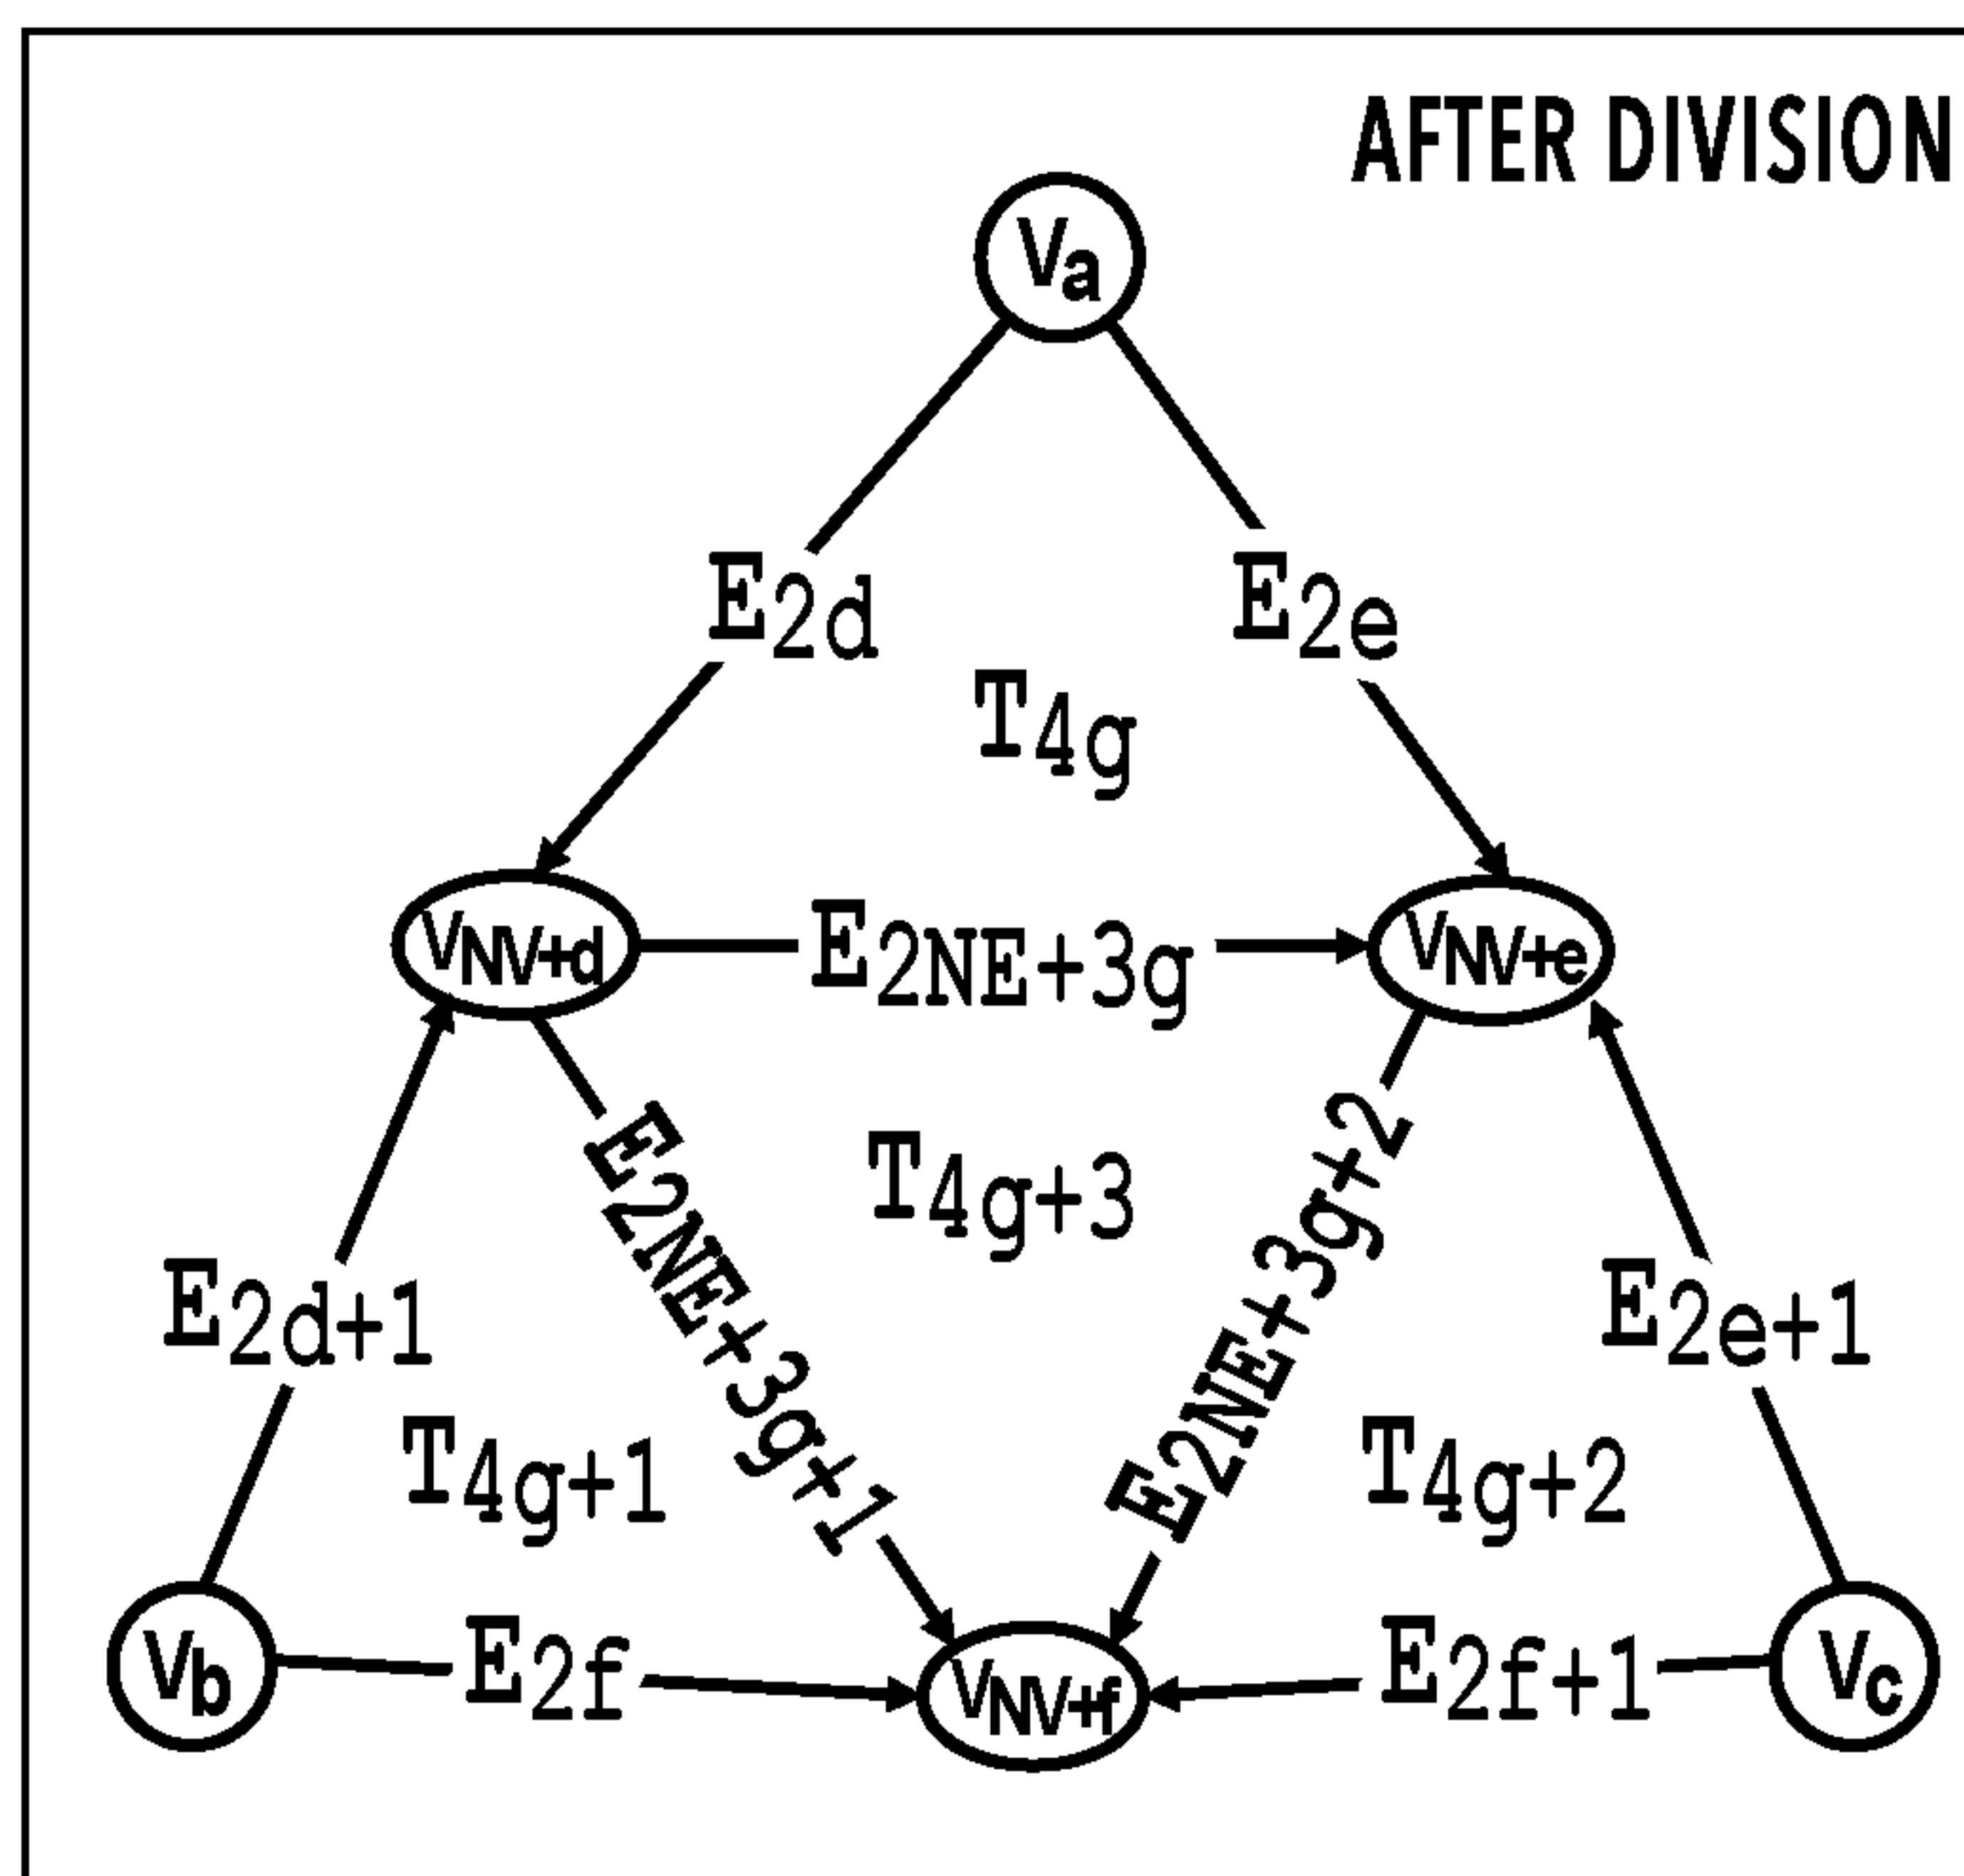 AFTER DIVISION
Va
E2d
E2e
T4g
VNV+d
E2NE+3g
VNV+e
E2NE+3g+1
T4g+3
E2NE+3g+2
E2d+1
E2e+1
T4g+1
T4g+2
Vb
E2f
VNV+f
E2f+1
Vc